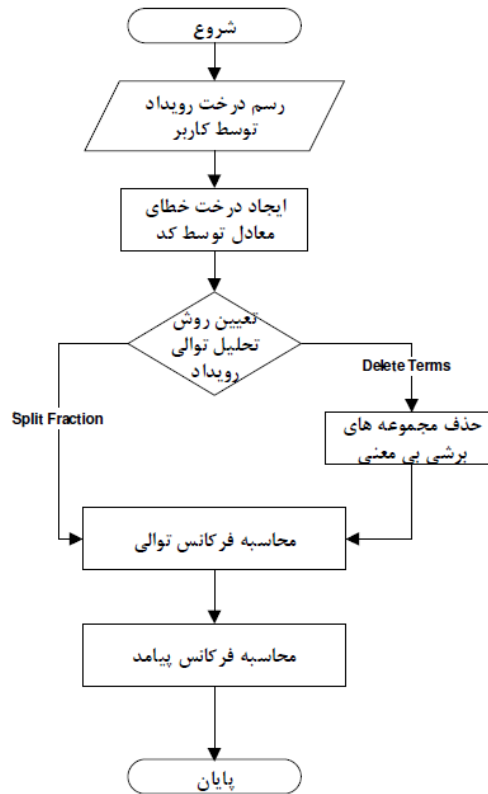 شروع
رسم درخت رویداد
توسط کاربر
ایجاد درخت خطای
معادل توسط کد
تعیین روش
تحلیل توالی
رویداد
Delete Terms
Split Fraction
حذف مجموعه های
برشی بی معنی
محاسبه فرکانس توالی
محاسبه فرکانس پیامد
پایان